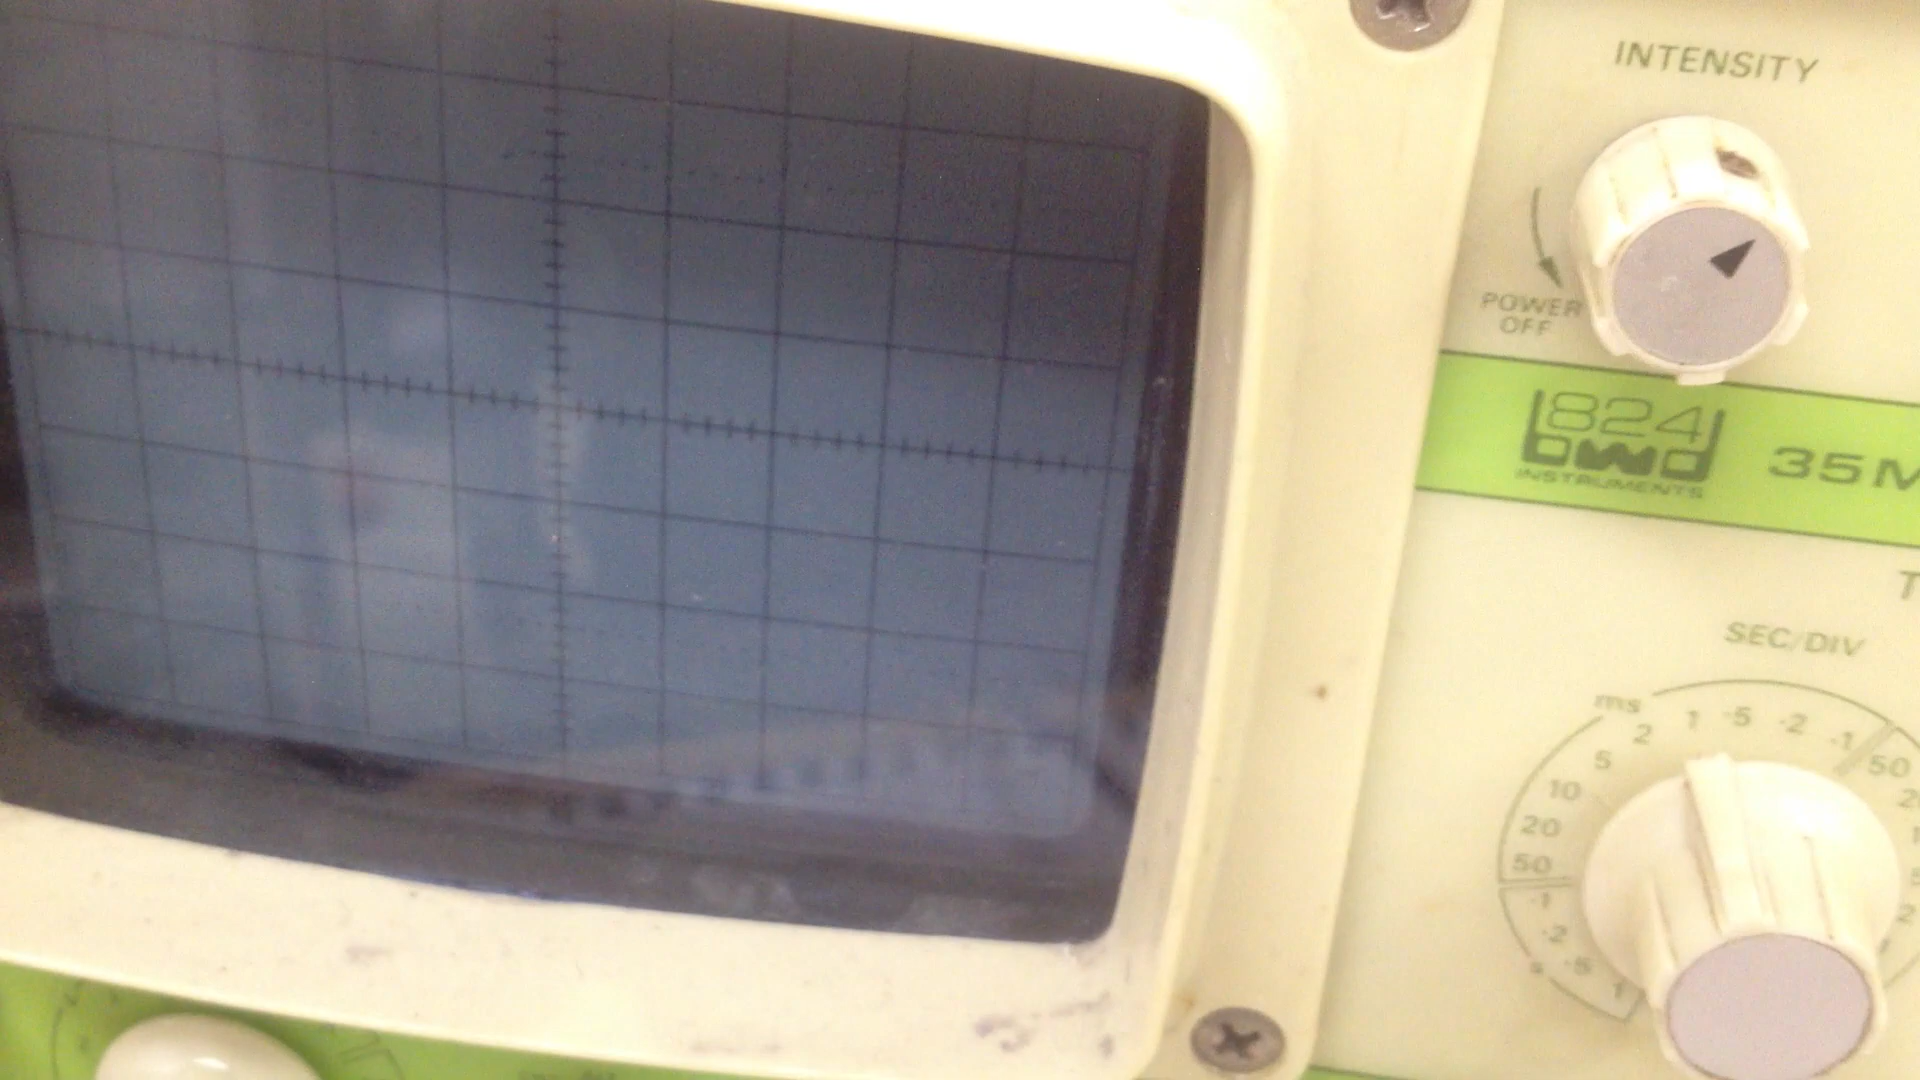 INTENSITY
POWER
OFF
824
BWD
INSTRUMENTS
35M
T
SEC/DIV
ms
50
20
10
5
2
1
·5
·2
·1
50
·1
·2
·5
1
s